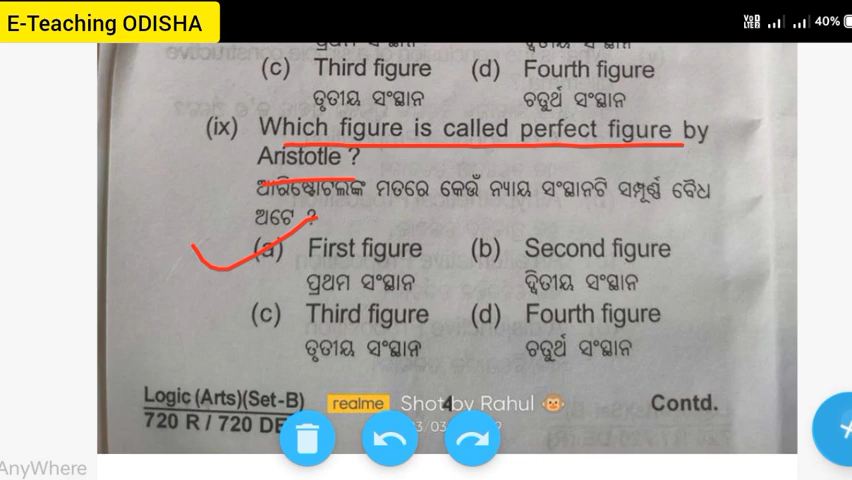 E-Teaching ODISHA
40%
(c) Third figure (d) Fourth figure
ତୃତୀୟ ସଂସ୍ଥାନ ଚତୁର୍ଥ ସଂସ୍ଥାନ
(ix) Which figure is called perfect figure by
Aristotle ?
ଆରିଷ୍ଟୋଟଲଙ୍କ ମତରେ କେଉଁ ନ୍ୟାୟ ସଂସ୍ଥାନଟି ସମ୍ପୂର୍ଣ୍ଣ ବୈଧ
ଅଟେ ?
(a) First figure (b) Second figure
ପ୍ରଥମ ସଂସ୍ଥାନ ଦ୍ୱିତୀୟ ସଂସ୍ଥାନ
(c) Third figure (d) Fourth figure
ତୃତୀୟ ସଂସ୍ଥାନ ଚତୁର୍ଥ ସଂସ୍ଥାନ
Logic (Arts)(Set-B) realme Shot by Rahul 4 Contd.
720 R / 720 DE
AnyWhere